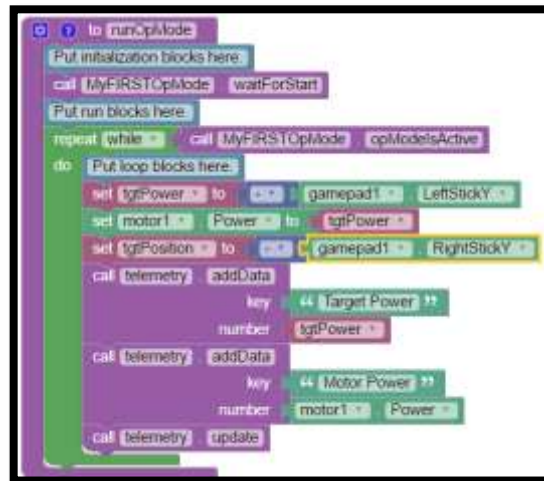 to runOpMode
Put initialization blocks here.
call MyFIRSTOpMode . waitForStart
Put run blocks here.
repeat while call MyFIRSTOpMode . opModeIsActive
do Put loop blocks here.
set tgtPower to - gamepad1 . LeftStickY
set motor1 . Power to tgtPower
set tgtPosition to - gamepad1 . RightStickY
call telemetry . addData
key “ Target Power ”
number tgtPower
call telemetry . addData
key “ Motor Power ”
number motor1 . Power
call telemetry . update